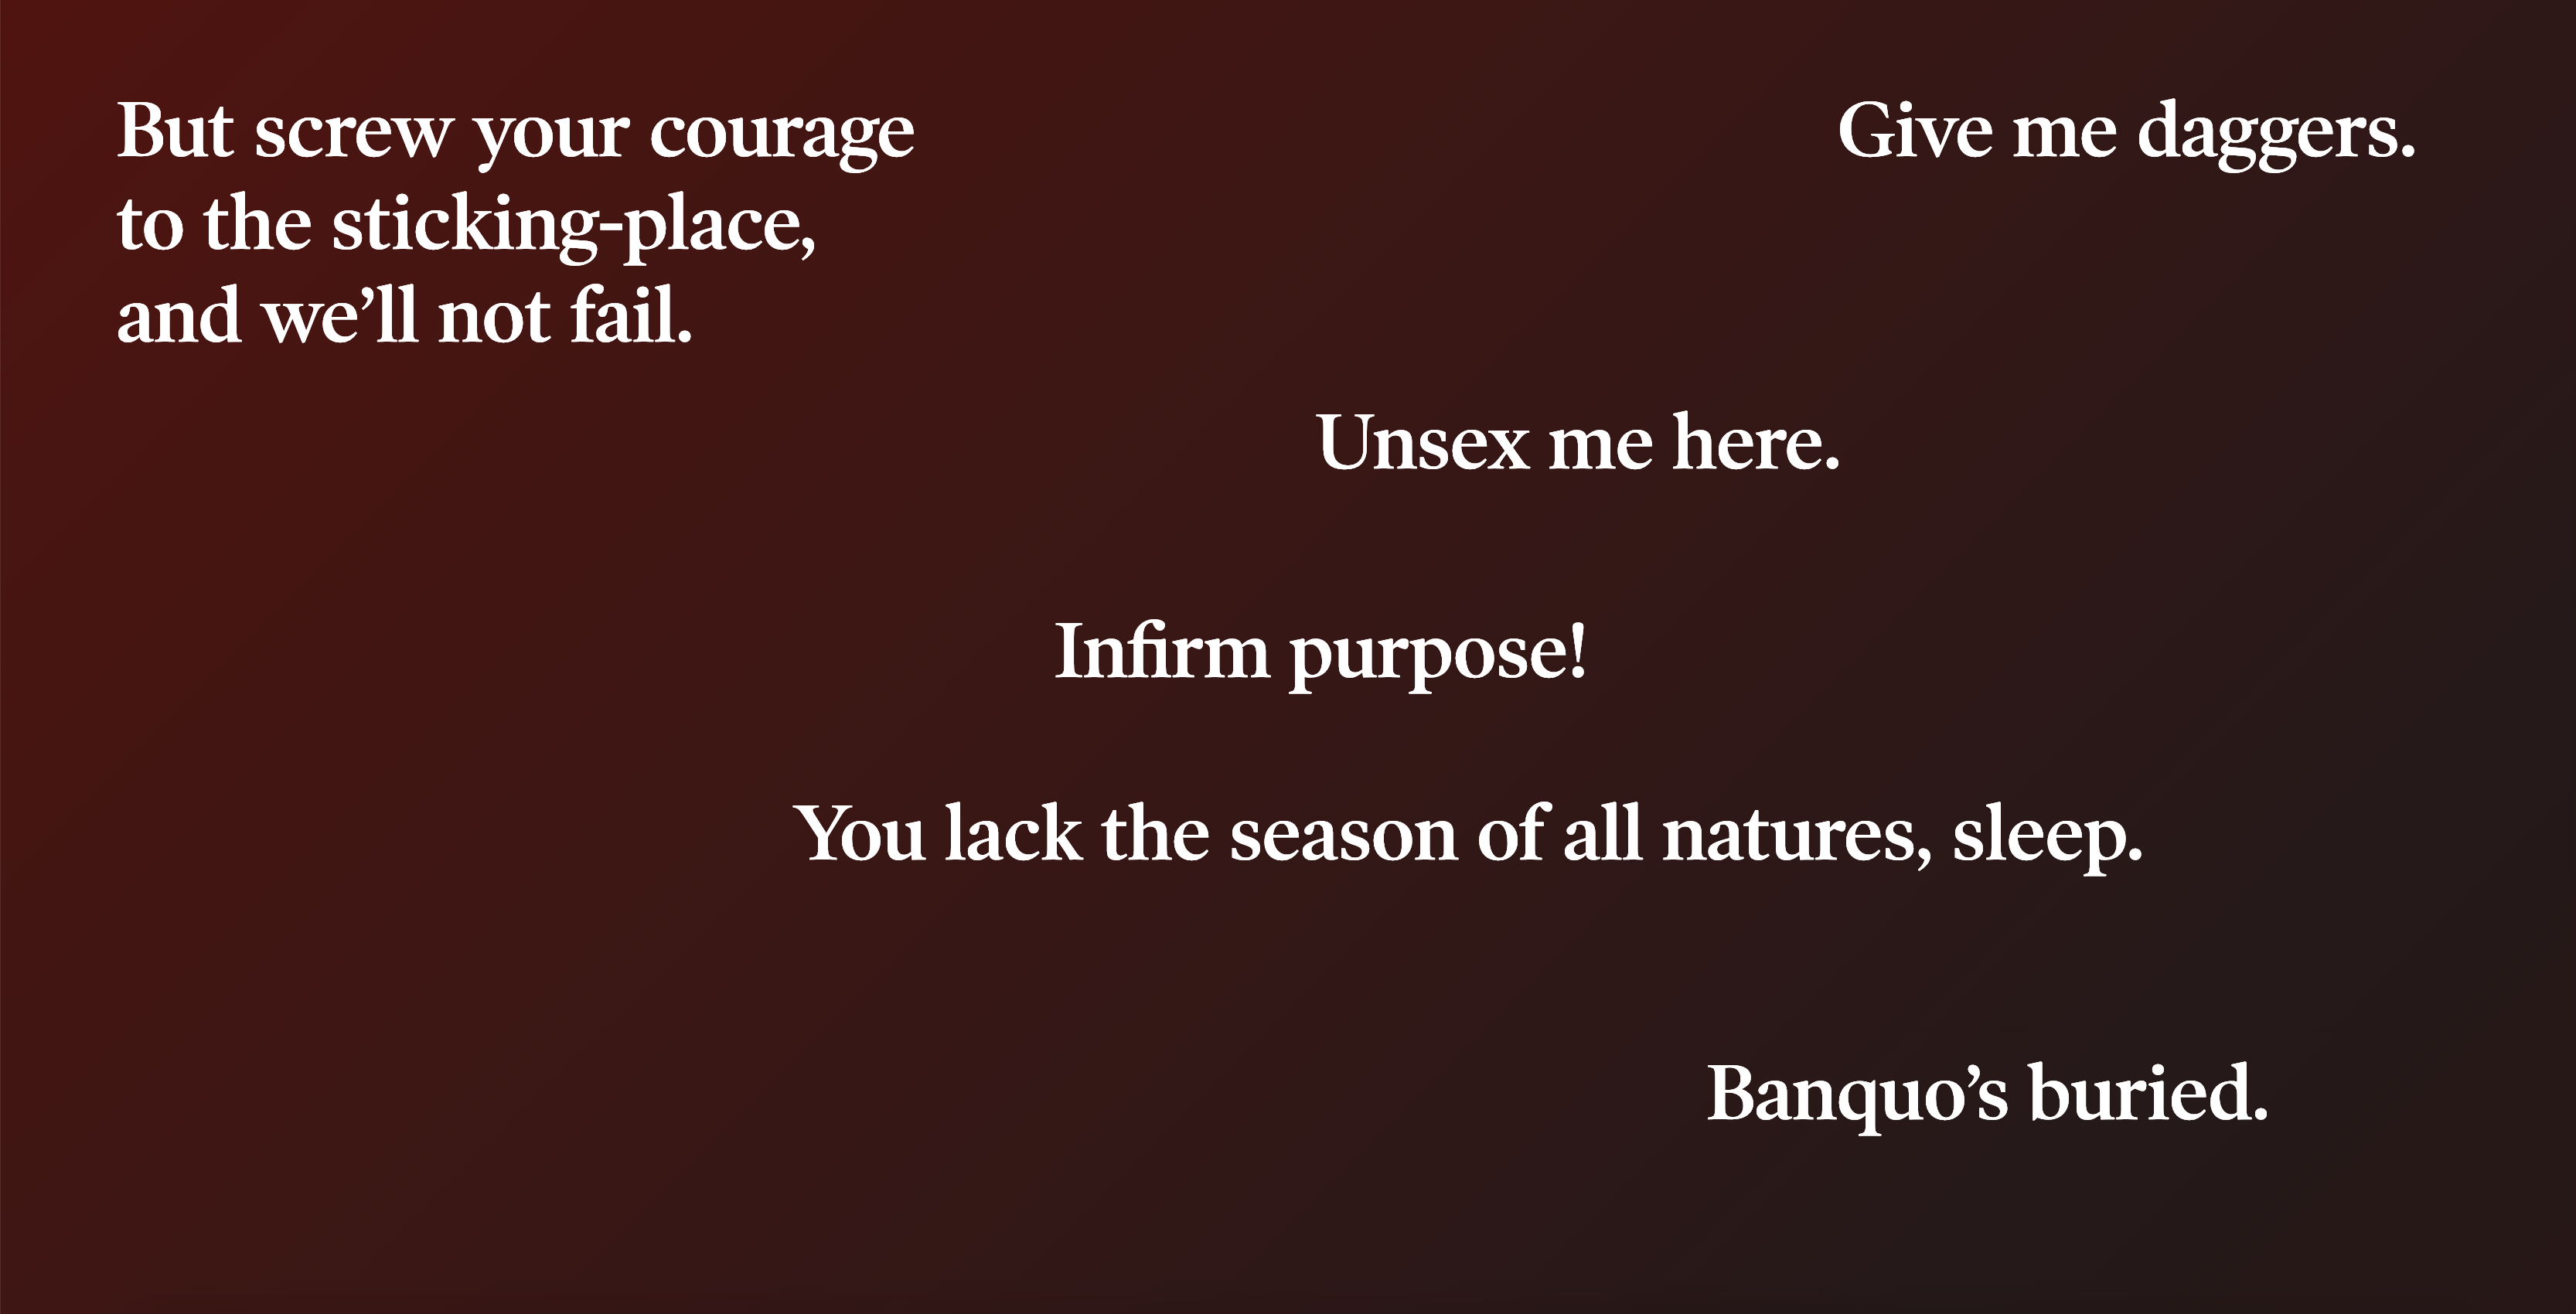 But screw your courage
to the sticking-place,
and we’ll not fail.
Give me daggers.
Unsex me here.
Infirm purpose!
You lack the season of all natures, sleep.
Banquo’s buried.